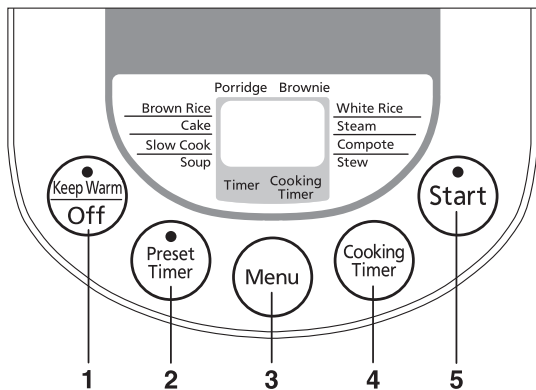 Porridge Brownie
Brown Rice
Cake
Slow Cook
Soup
White Rice
Steam
Compote
Stew
Timer
Cooking
Timer
Keep Warm
Off
Preset
Timer
Menu
Cooking
Timer
Start
1 2 3 4 5